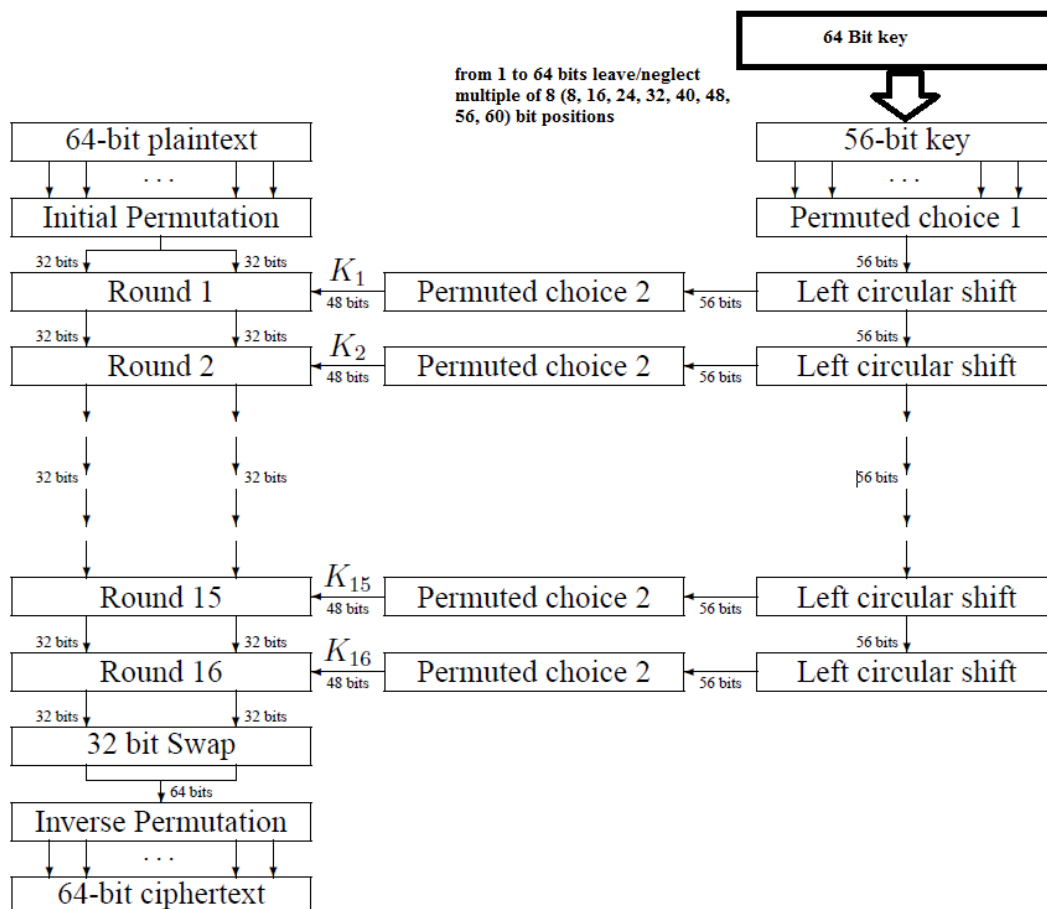 64 Bit key
from 1 to 64 bits leave/neglect
multiple of 8 (8, 16, 24, 32, 40, 48,
56, 60) bit positions
64-bit plaintext
56-bit key
. . .
. . .
Initial Permutation
Permuted choice 1
32 bits
32 bits
56 bits
Round 1
K1
48 bits
Permuted choice 2
56 bits
Left circular shift
32 bits
32 bits
56 bits
Round 2
K2
48 bits
Permuted choice 2
56 bits
Left circular shift
32 bits
32 bits
56 bits
Round 15
K15
48 bits
Permuted choice 2
56 bits
Left circular shift
32 bits
32 bits
56 bits
Round 16
K16
48 bits
Permuted choice 2
56 bits
Left circular shift
32 bits
32 bits
32 bit Swap
64 bits
Inverse Permutation
. . .
64-bit ciphertext